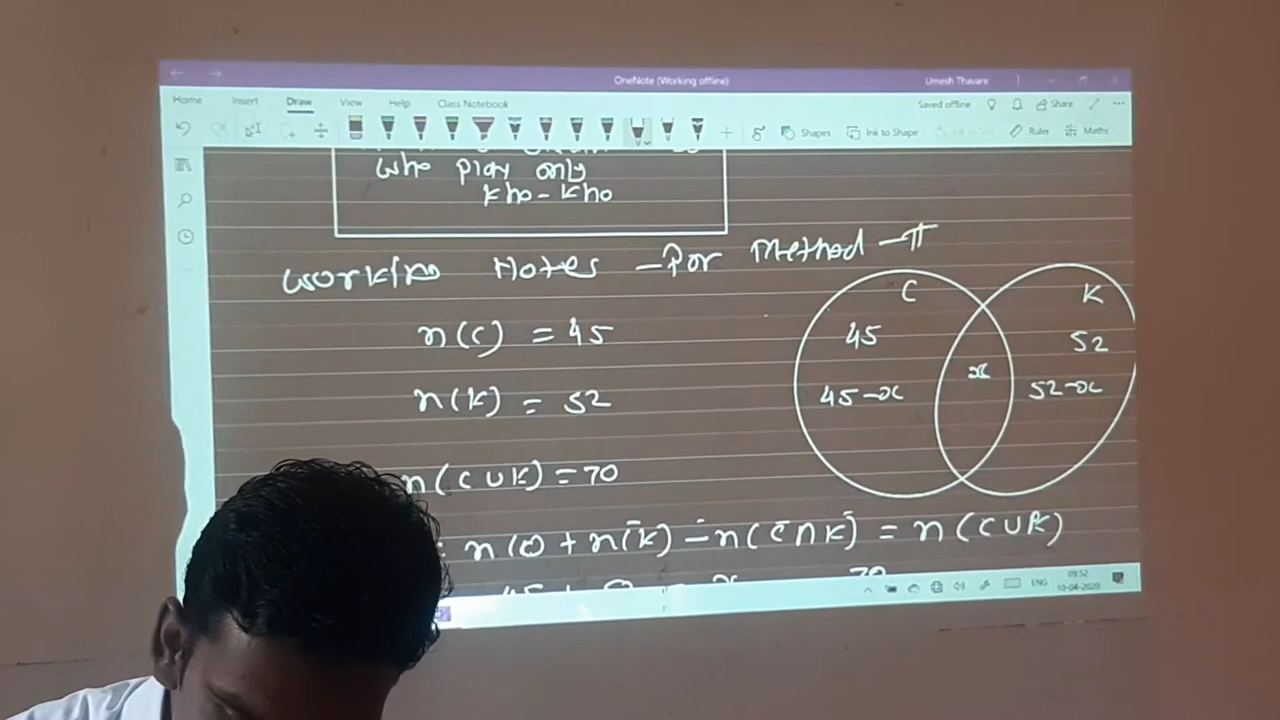 OneNote (Working offline)
Umesh Thavare
Home Insert Draw View Help Class Notebook
Saved offline Share
Shapes Ink to Shape Ruler Maths
who play only
kho-kho
Notes - For Method - II
n(C) = 45
n(K) = 52
n(C∪K) = 70
C K
45 52
x
45-x 52-x
n(C) + n(K) - n(C∩K) = n(C∪K)
70
ENG
09:52
10-04-2020